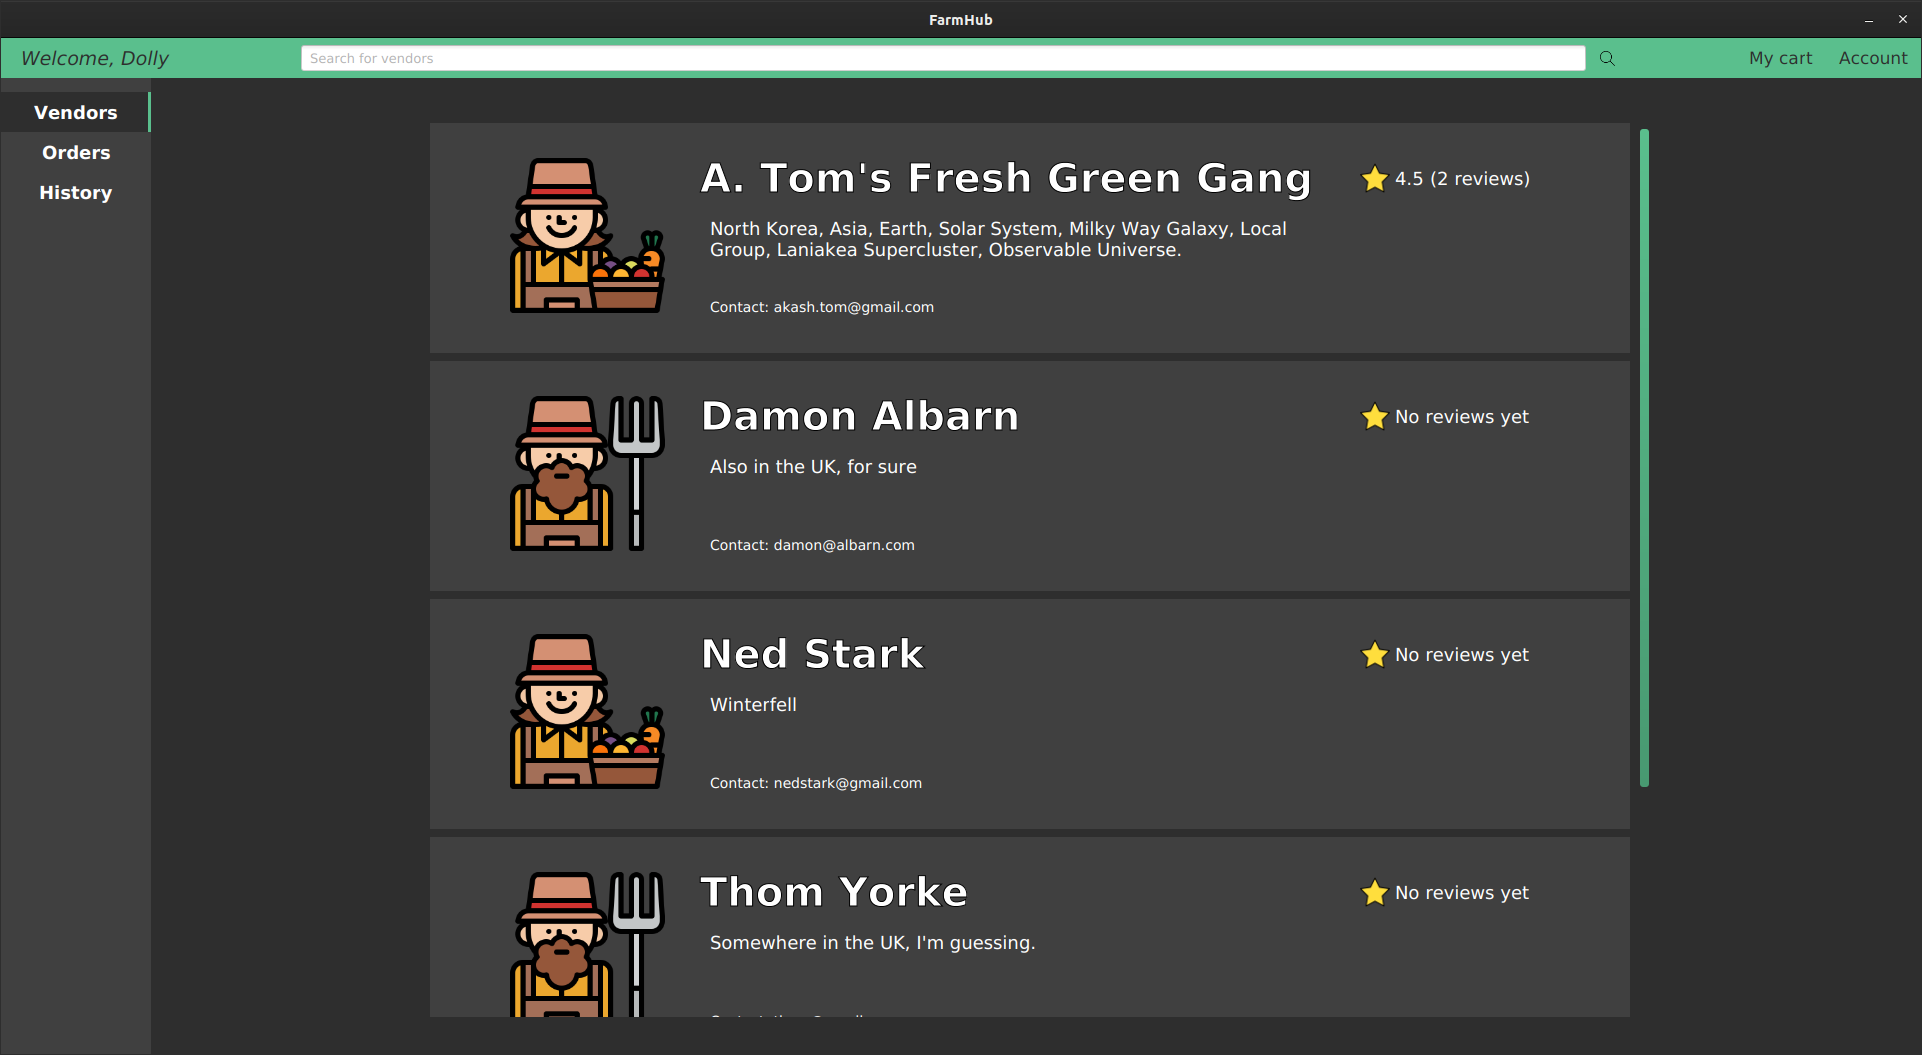 FarmHub
Welcome, Dolly
Search for vendors
My cart
Account
Vendors
Orders
History
A. Tom's Fresh Green Gang
4.5 (2 reviews)
North Korea, Asia, Earth, Solar System, Milky Way Galaxy, Local
Group, Laniakea Supercluster, Observable Universe.
Contact: akash.tom@gmail.com
Damon Albarn
No reviews yet
Also in the UK, for sure
Contact: damon@albarn.com
Ned Stark
No reviews yet
Winterfell
Contact: nedstark@gmail.com
Thom Yorke
No reviews yet
Somewhere in the UK, I'm guessing.